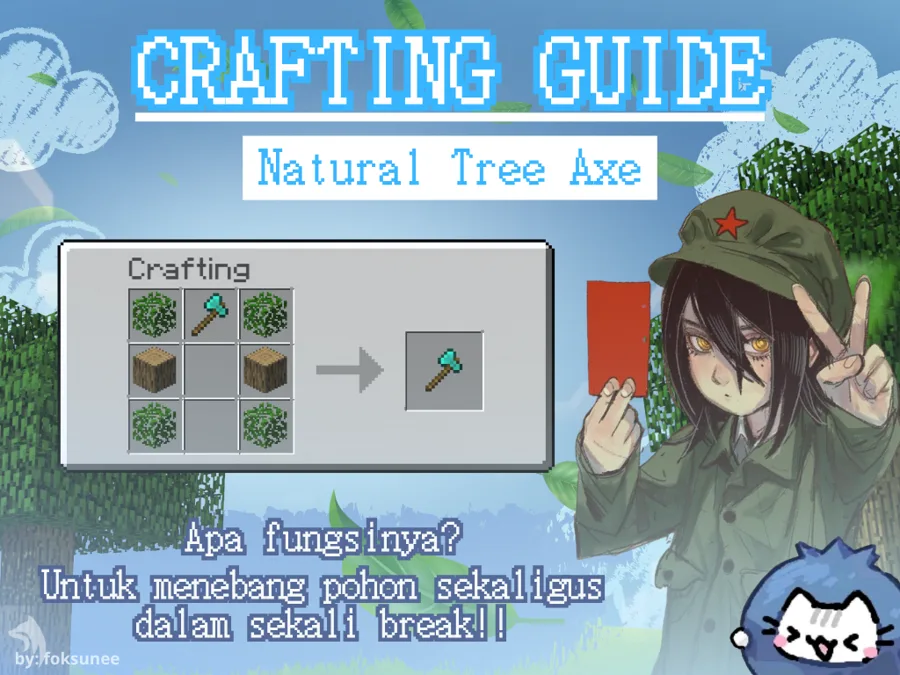 CRAFTING GUIDE
Natural Tree Axe
Crafting
Apa fungsinya?
Untuk menebang pohon sekaligus
dalam sekali break!!
by: foksunee